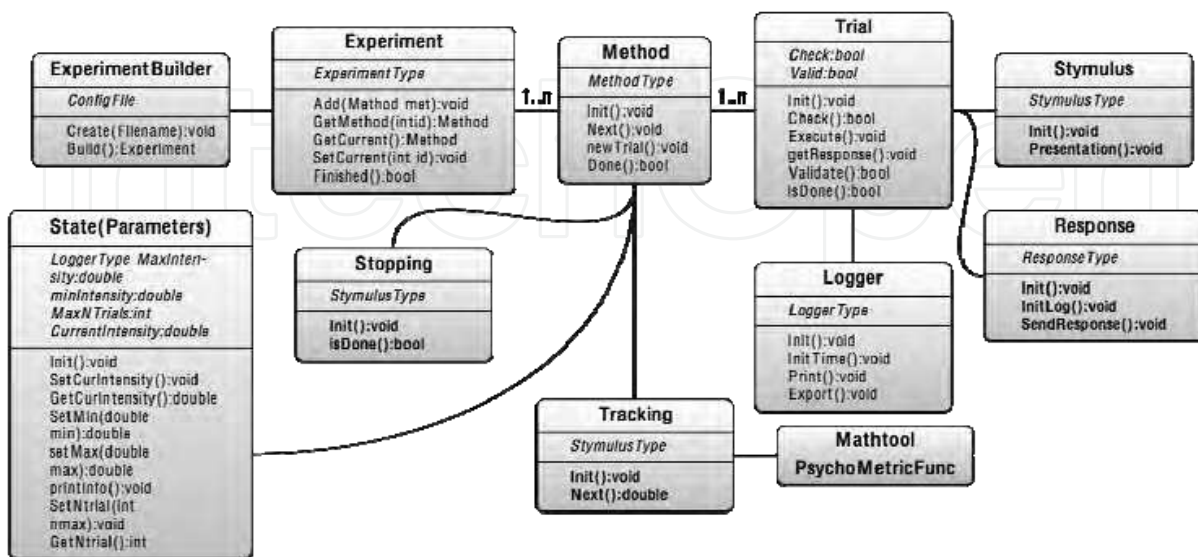 ExperimentBuilder
ConfigFile
Create(Filename):void
Build():Experiment
Experiment
ExperimentType
Add(Method met):void
GetMethod(intid):Method
GetCurrent():Method
SetCurrent(int id):void
Finished():bool
1..n
Method
MethodType
Init():void
Next():void
newTrial():void
Done():bool
1..n
Trial
Check:bool
Valid:bool
Init():void
Check():bool
Execute():void
getResponse():void
Validate():bool
IsDone():bool
Stymulus
StymulusType
Init():void
Presentation():void
State(Parameters)
LoggerType MaxInten-
sity:double
minIntensity:double
MaxNTrials:int
CurrentIntensity:double
Init():void
SetCurIntensity():void
GetCurIntensity():double
SetMin(double
min):double
setMax(double
max):double
printInfo():void
SetNtrial(int
nmax):void
GetNtrial():int
Stopping
StymulusType
Init():void
isDone():bool
Logger
LoggerType
Init():void
InitTime():void
Print():void
Export():void
Response
ResponseType
Init():void
InitLog():void
SendResponse():void
Tracking
StymulusType
Init():void
Next():double
Mathtool
PsychoMetricFunc
intechopen